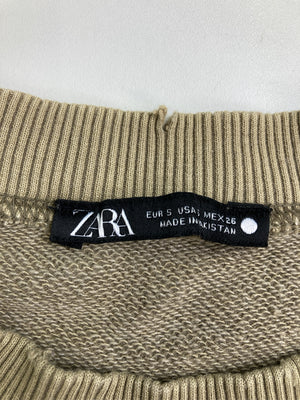 ZARA
EUR S USA S MEX 26
MADE IN PAKISTAN